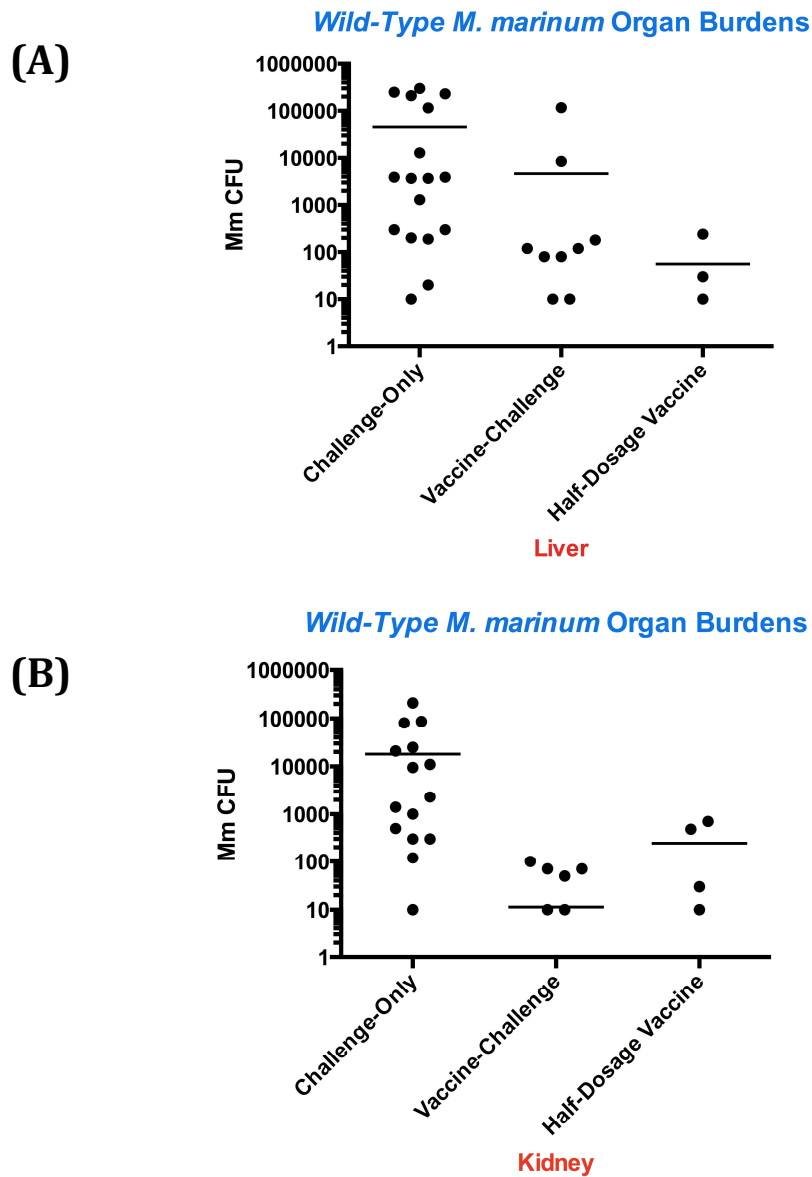 Wild-Type M. marinum Organ Burdens
(A)
1000000
100000
10000
1000
100
10
1
Mm CFU
Challenge-Only
Vaccine-Challenge
Half-Dosage Vaccine
Liver
Wild-Type M. marinum Organ Burdens
(B)
1000000
100000
10000
1000
100
10
1
Mm CFU
Challenge-Only
Vaccine-Challenge
Half-Dosage Vaccine
Kidney